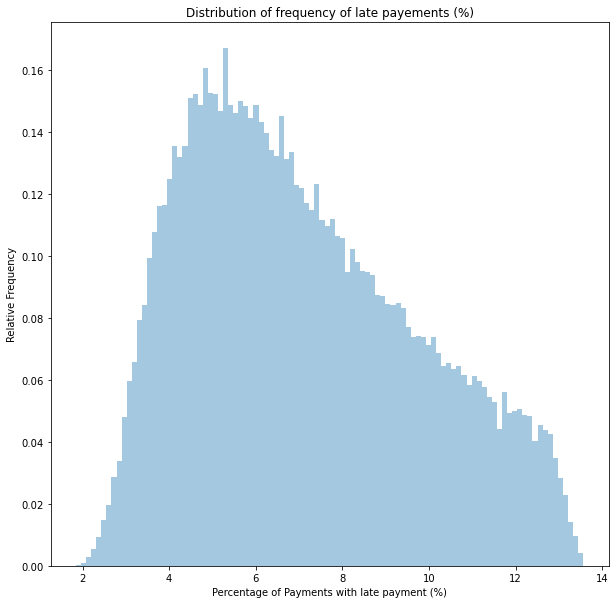 Distribution of frequency of late payements (%)
Relative Frequency
0.16
0.14
0.12
0.10
0.08
0.06
0.04
0.02
0.00
2 4 6 8 10 12 14
Percentage of Payments with late payment (%)